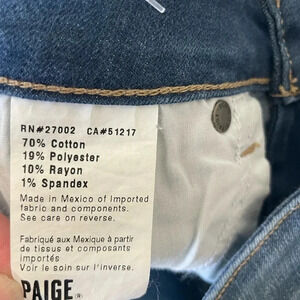 RN#27002 CA#51217
70% Cotton
19% Polyester
10% Rayon
1% Spandex
Made in Mexico of Imported
fabric and components.
See care on reverse.
Fabriqué aux Mexique à partir
de tissus et composants
importés
Voir le soin sur l'inverse.
PAIGE